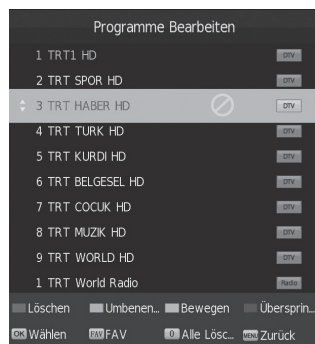 Programme Bearbeiten
1 TRT1 HD DTV
2 TRT SPOR HD DTV
3 TRT HABER HD DTV
4 TRT TURK HD DTV
5 TRT KURDI HD DTV
6 TRT BELGESEL HD DTV
7 TRT COCUK HD DTV
8 TRT MUZIK HD DTV
9 TRT WORLD HD DTV
1 TRT World Radio Radio
Löschen Umbenen... Bewegen Übersprin...
OK Wählen FAV FAV 0 Alle Lösc... MENU Zurück